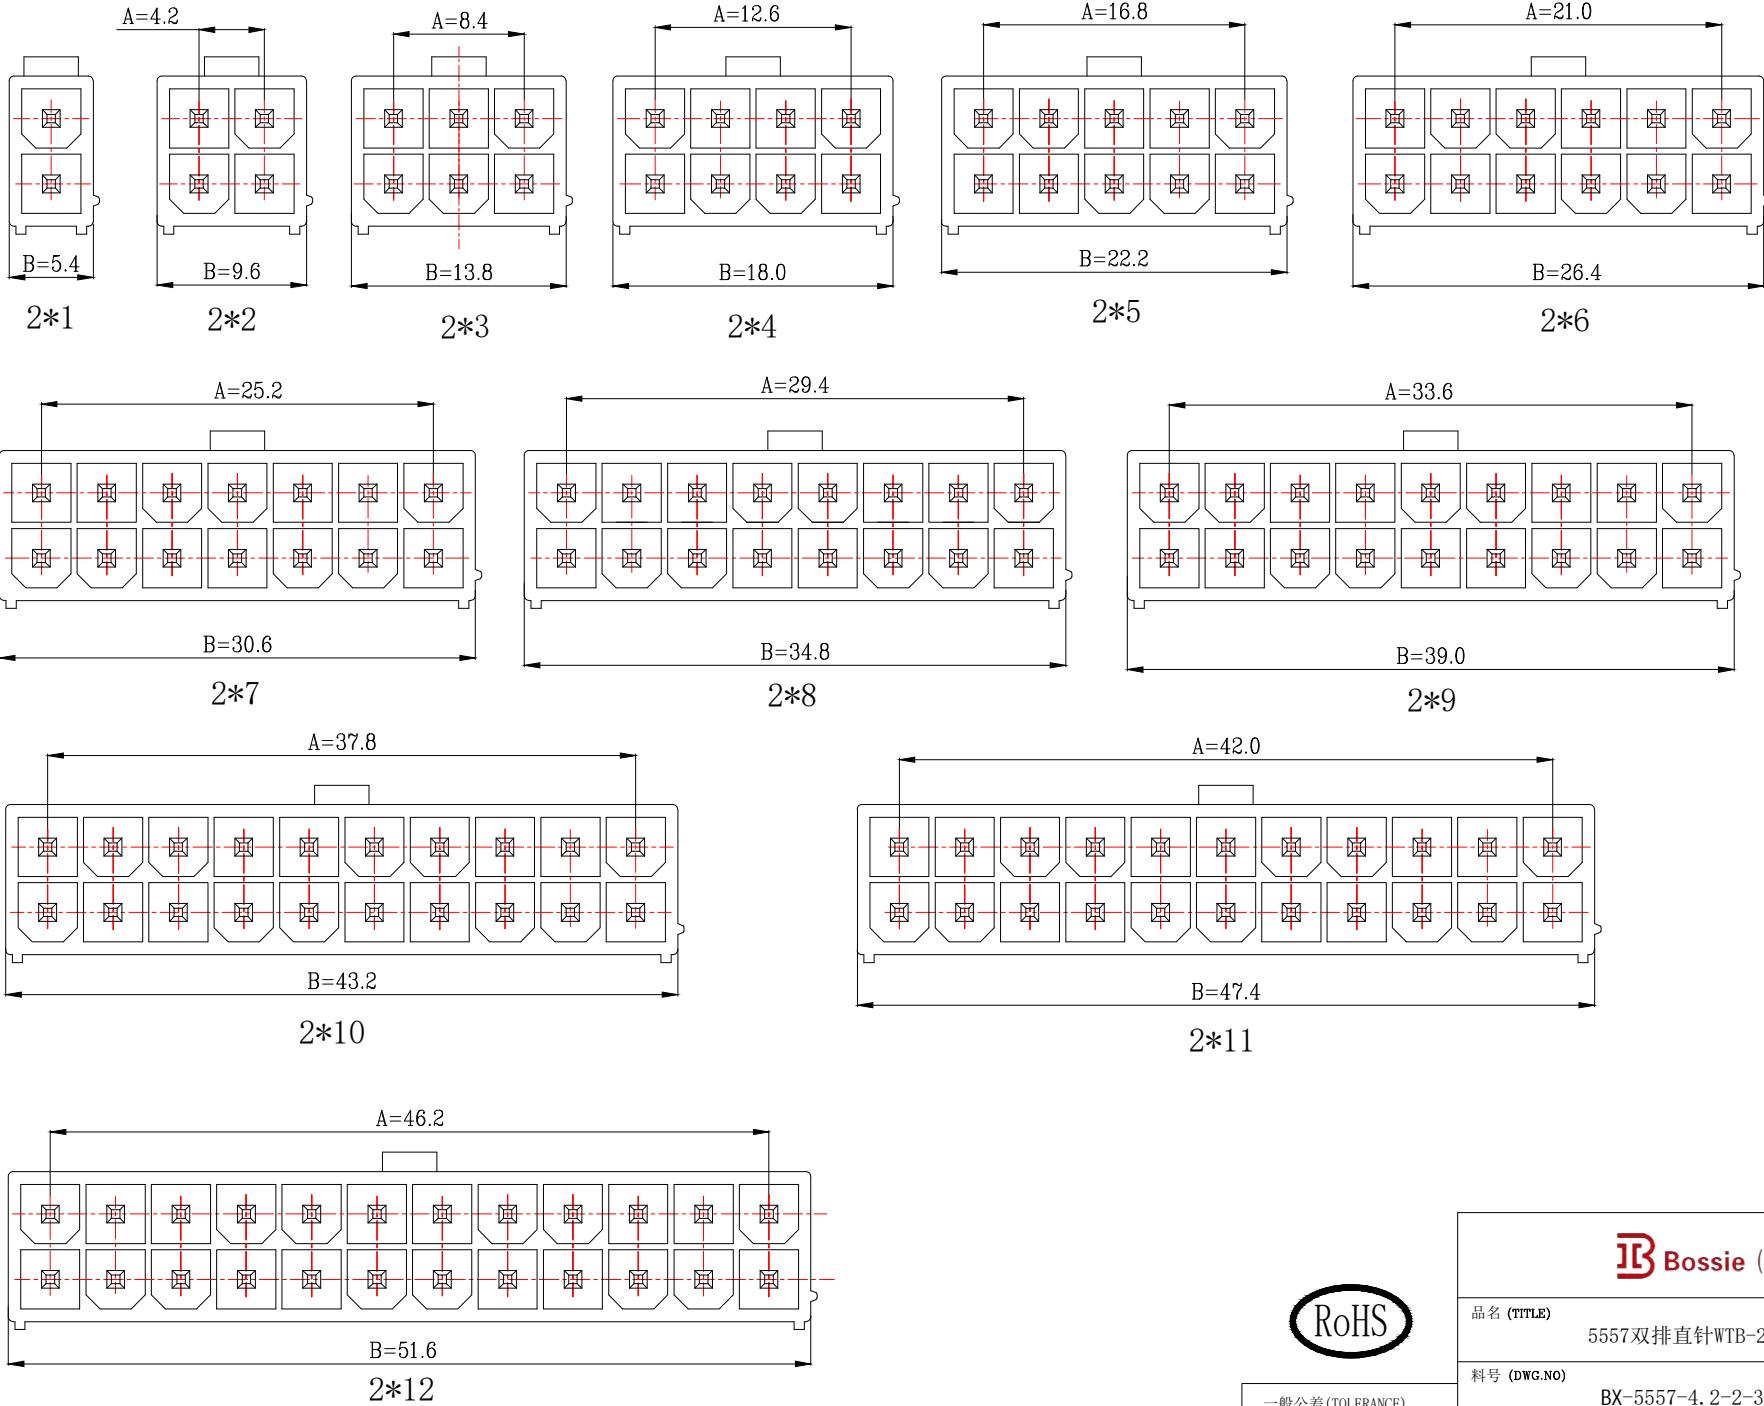 A=4.2
A=8.4
A=12.6
A=16.8
A=21.0
B=5.4
B=9.6
B=13.8
B=18.0
B=22.2
B=26.4
2*1
2*2
2*3
2*4
2*5
2*6
A=25.2
A=29.4
A=33.6
B=30.6
B=34.8
B=39.0
2*7
2*8
2*9
A=37.8
A=42.0
B=43.2
B=47.4
2*10
2*11
A=46.2
B=51.6
2*12
RoHS
Bossie (
品名 (TITLE)
5557双排直针WTB-2
料号 (DWG.NO)
BX-5557-4.2-2-3
一般公差(TOLERANCE)